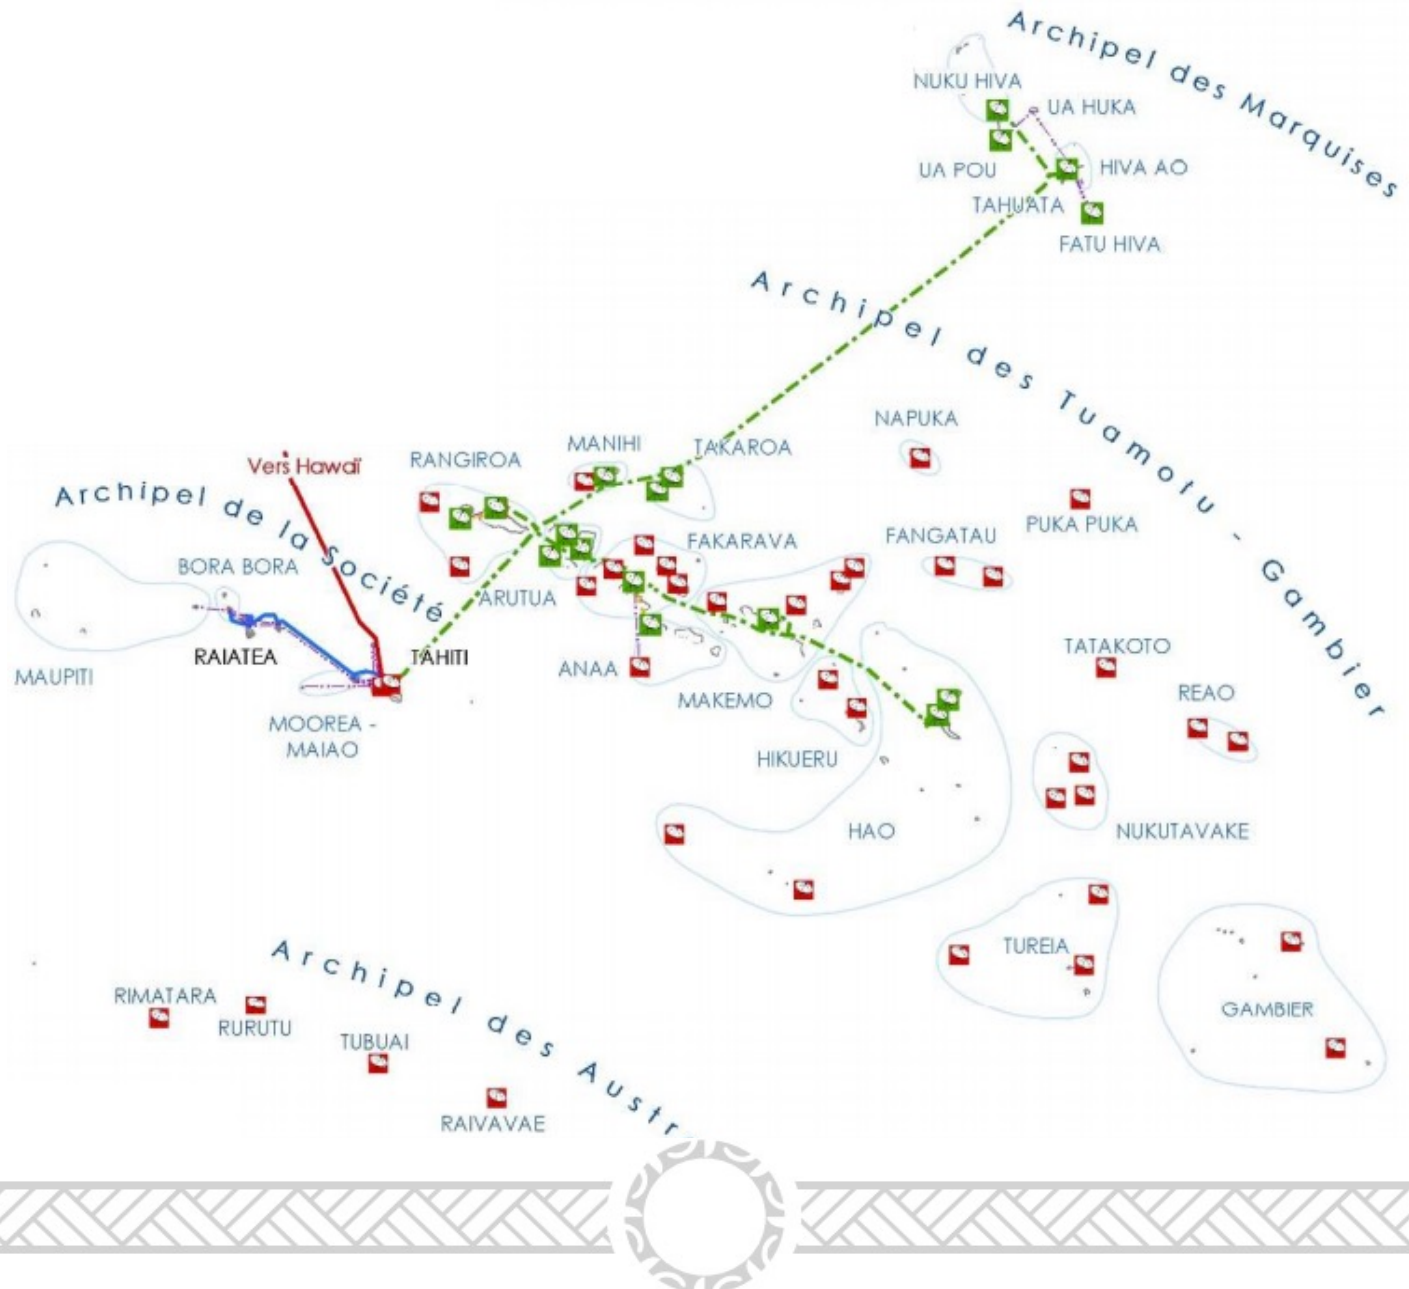 Archipel des Marquises
NUKU HIVA
UA HUKA
UA POU
HIVA AO
TAHUATA
FATU HIVA
Archipel des Tuamotu - Gambier
NAPUKA
MANIHI
TAKAROA
RANGIROA
Vers Hawaï
Archipel de la Société
PUKA PUKA
FANGATAU
FAKARAVA
BORA BORA
ARUTUA
TATAKOTO
RAIATEA
TAHITI
ANAA
MAUPITI
REAO
MAKEMO
MOOREA -
MAIAO
HIKUERU
HAO
NUKUTAVAKE
TUREIA
Archipel des Austr
GAMBIER
RIMATARA
RURUTU
TUBUAI
RAIVAVAE